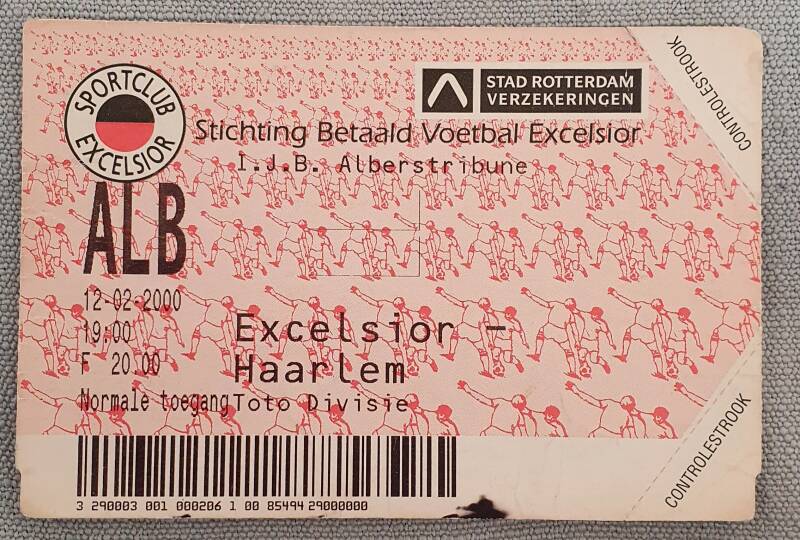 SPORTCLUB
EXCELSIOR
STAD ROTTERDAM
VERZEKERINGEN
CONTROLESTROOK
Stichting Betaald Voetbal Excelsior
I.J.B. Alberstribune
ALB
12-02-2000
19:00
F 20.00
Excelsior -
Haarlem
Normale toegang Toto Divisie
CONTROLESTROOK
3 290003 001 000206 1 00 85494 29000000